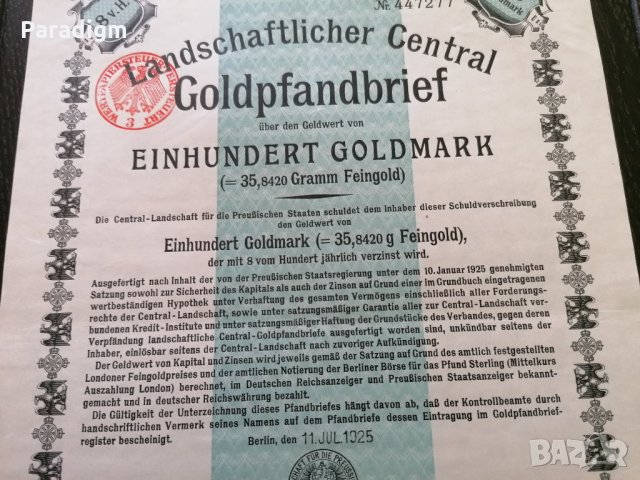 Paradigm
8 v.H.
№ 447277
Landschaftlicher Central
WERTPAPIERSTEUER VERSTEUERT
3
Goldpfandbrief
über den Geldwert von
EINHUNDERT GOLDMARK
(= 35,8420 Gramm Feingold)
Die Central-Landschaft für die Preußischen Staaten schuldet dem Inhaber dieser Schuldverschreibung
den Geldwert von
Einhundert Goldmark (= 35,8420 g Feingold),
der mit 8 vom Hundert jährlich verzinst wird.
Ausgefertigt nach Inhalt der von der Preußischen Staatsregierung unter dem 10. Januar 1925 genehmigten
Satzung sowohl zur Sicherheit des Kapitals als auch der Zinsen auf Grund einer im Grundbuch eingetragenen
wertbeständigen Hypothek unter Verhaftung des gesamten Vermögens einschließlich aller Forderungs-
rechte der Central-Landschaft, sowie unter satzungsmäßiger Garantie aller zur Central-Landschaft ver-
bundenen Kredit-Institute und unter satzungsmäßiger Haftung der Grundstücke des Verbandes, gegen deren
Verpfändung landschaftliche Central-Goldpfandbriefe ausgefertigt worden sind, unkündbar seitens der
Inhaber, einlösbar seitens der Central-Landschaft nach zuvoriger Aufkündigung.
Der Geldwert von Kapital und Zinsen wird jeweils gemäß der Satzung auf Grund des amtlich festgestellten
Londoner Feingoldpreises und der amtlichen Notierung der Berliner Börse für das Pfund Sterling (Mittelkurs
Auszahlung London) berechnet, im Deutschen Reichsanzeiger und Preußischen Staatsanzeiger bekannt-
gemacht und in deutscher Reichswährung bezahlt.
Die Gültigkeit der Unterzeichnung dieses Pfandbriefes hängt davon ab, daß der Kontrollbeamte durch
handschriftlichen Vermerk seines Namens auf dem Pfandbriefe dessen Eintragung im Goldpfandbrief-
register bescheinigt.
Berlin, den 11. JUL. 1925
BAZAR